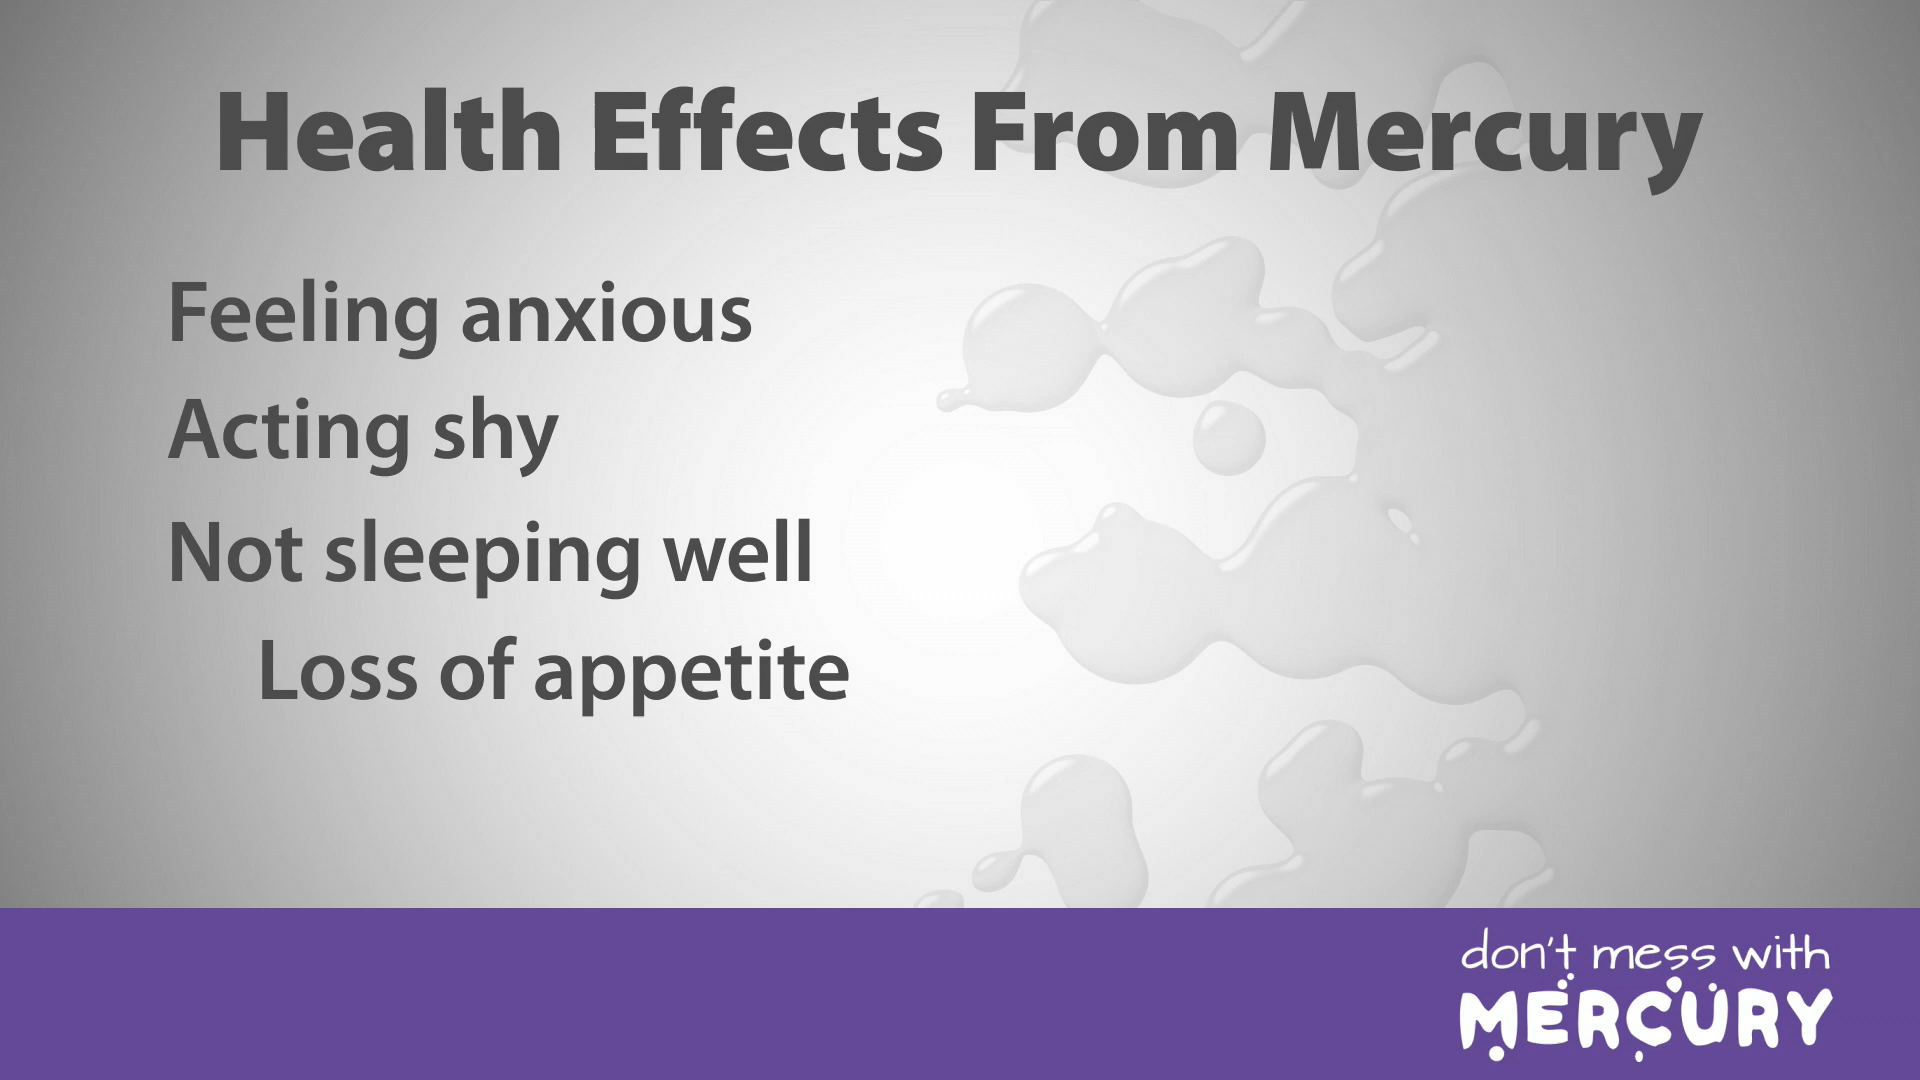 Health Effects From Mercury
Feeling anxious
Acting shy
Not sleeping well
Loss of appetite
don't mess with
MERCURY